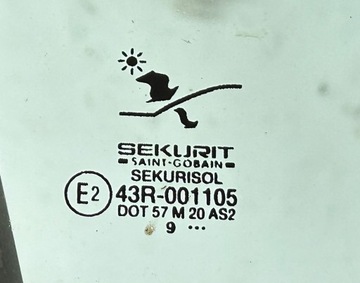 SEKURIT
SAINT-GOBAIN
SEKURISOL
E2 43R-001105
DOT 57 M 20 AS2
9 ...